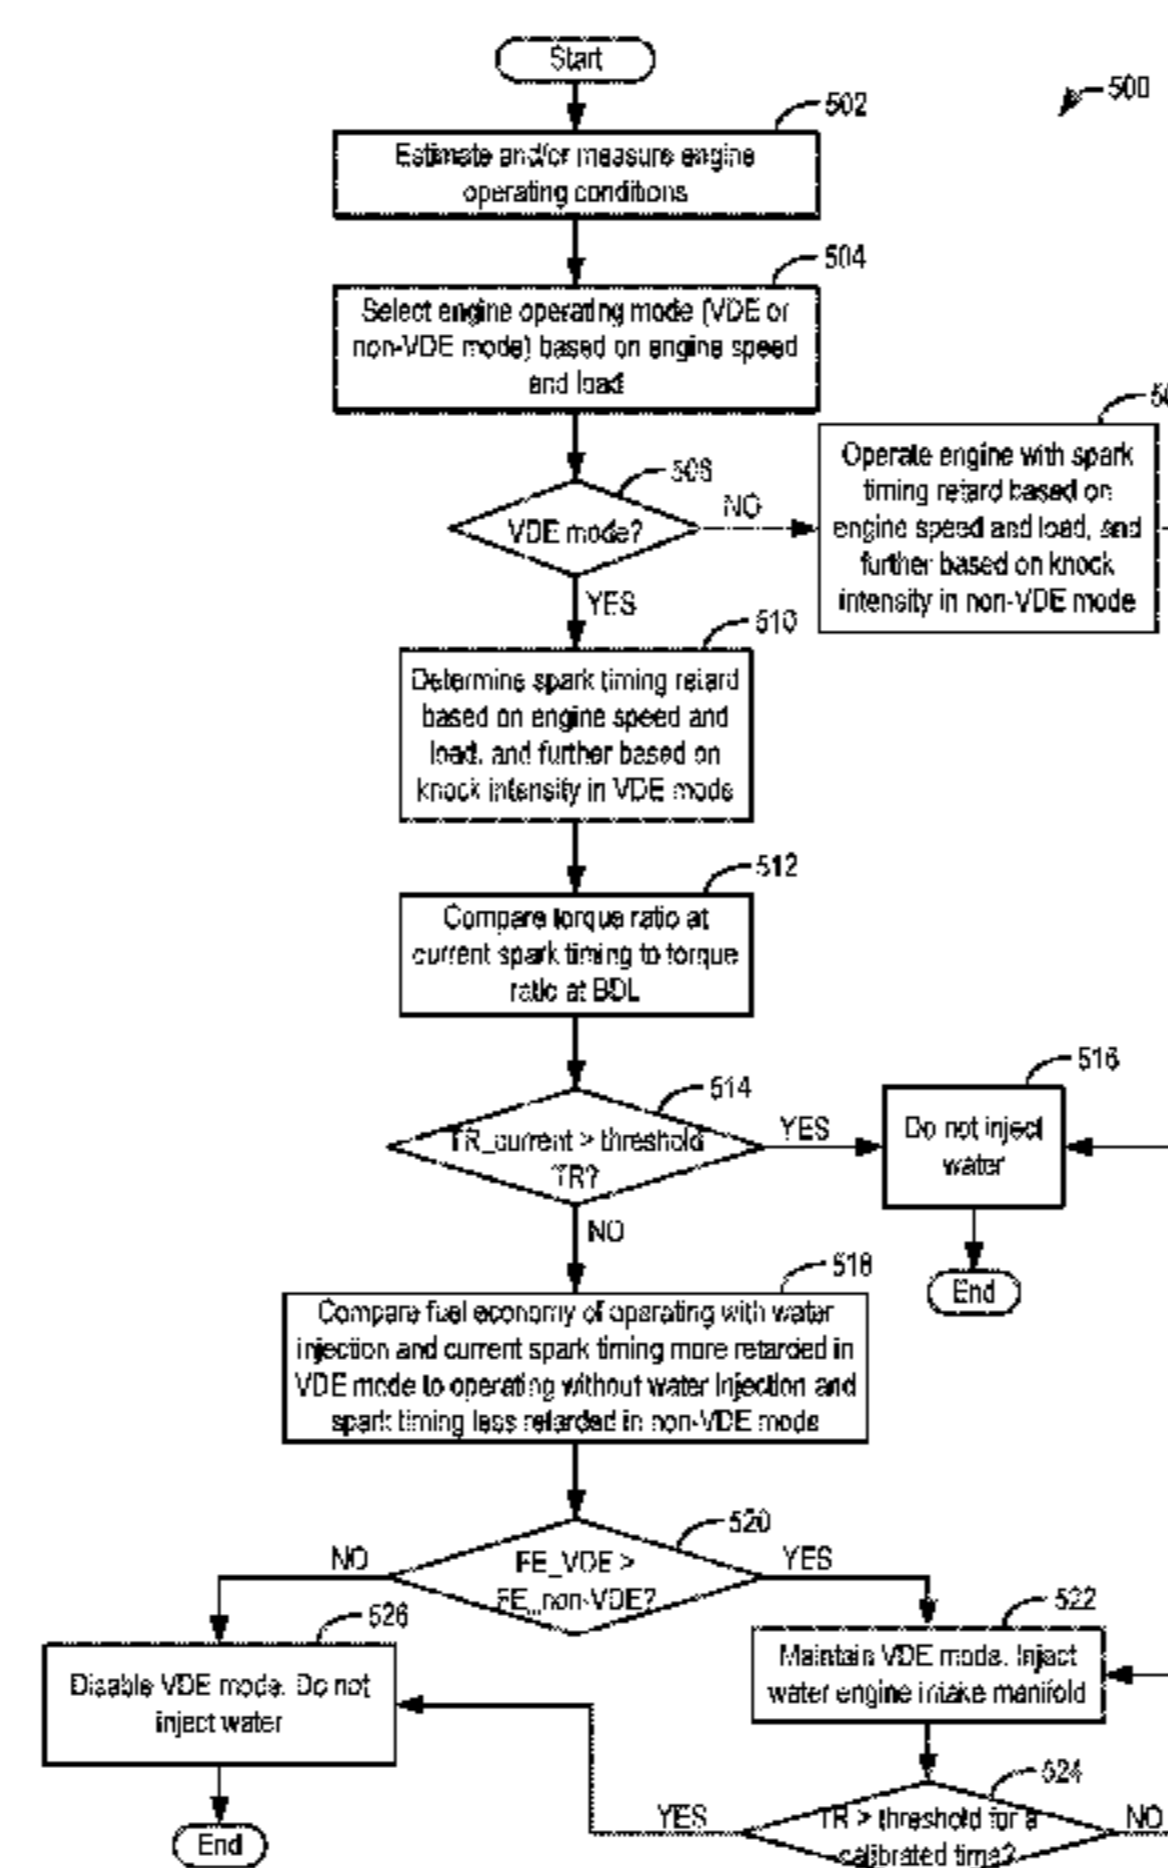 Start
500
502
Estimate and/or measure engine
operating conditions
504
Select engine operating mode (VDE or
non-VDE mode) based on engine speed
and load
506
VDE mode?
NO
Operate engine with spark
timing retard based on
engine speed and load, and
further based on knock
intensity in non-VDE mode
YES
510
Determine spark timing retard
based on engine speed and
load, and further based on
knock intensity in VDE mode
512
Compare torque ratio at
current spark timing to torque
ratio at BDL
514
TR_current > threshold
TR?
YES
516
Do not inject
water
End
NO
518
Compare fuel economy of operating with water
injection and current spark timing more retarded in
VDE mode to operating without water injection and
spark timing less retarded in non-VDE mode
520
FE_VDE >
FE_non-VDE?
NO
YES
526
Disable VDE mode. Do not
inject water
End
522
Maintain VDE mode. Inject
water engine intake manifold
524
TR > threshold for a
calibrated time?
YES
NO